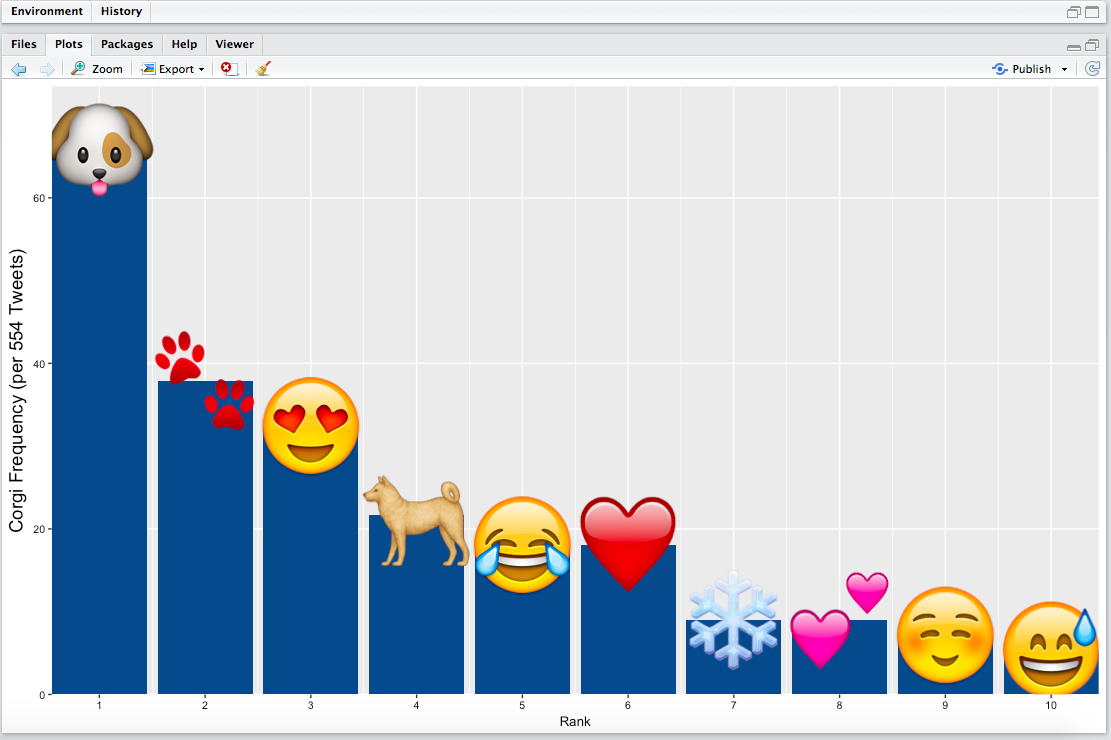 Environment History
Files Plots Packages Help Viewer
Zoom Export Publish
Corgi Frequency (per 554 Tweets)
60
40
20
0
1 2 3 4 5 6 7 8 9 10
Rank